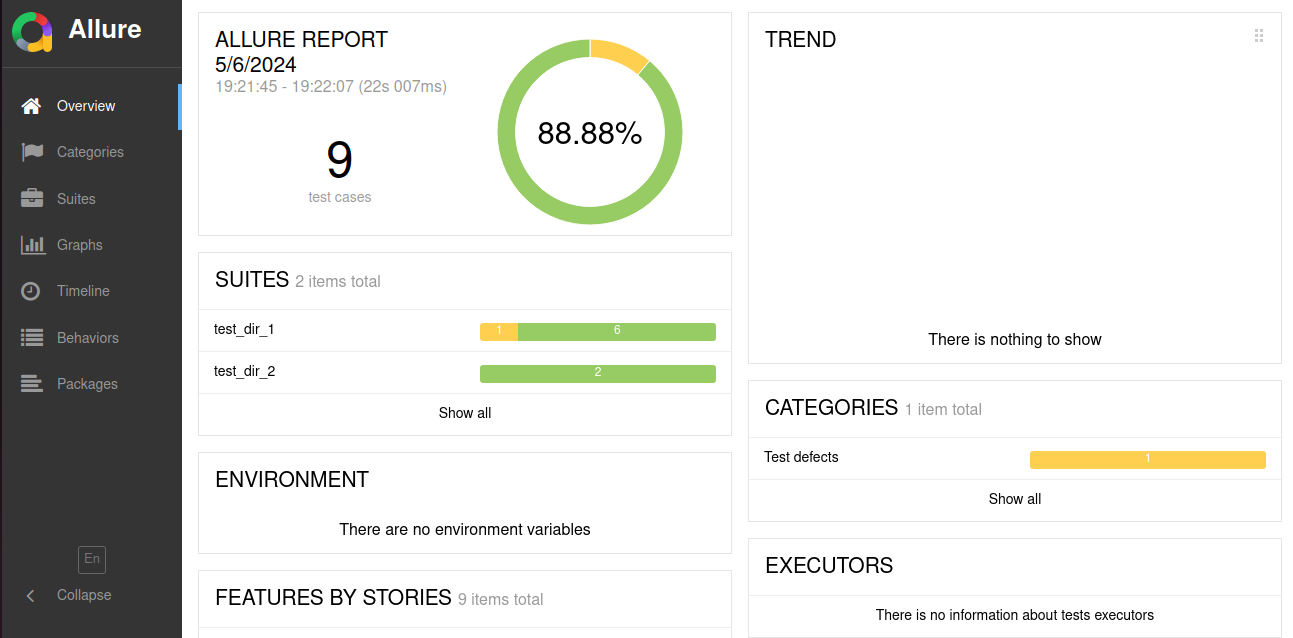 Allure
Overview
Categories
Suites
Graphs
Timeline
Behaviors
Packages
En
Collapse
ALLURE REPORT
5/6/2024
19:21:45 - 19:22:07 (22s 007ms)
9
test cases
88.88%
SUITES 2 items total
test_dir_1 1 6
test_dir_2 2
Show all
ENVIRONMENT
There are no environment variables
FEATURES BY STORIES 9 items total
TREND
There is nothing to show
CATEGORIES 1 item total
Test defects 1
Show all
EXECUTORS
There is no information about tests executors